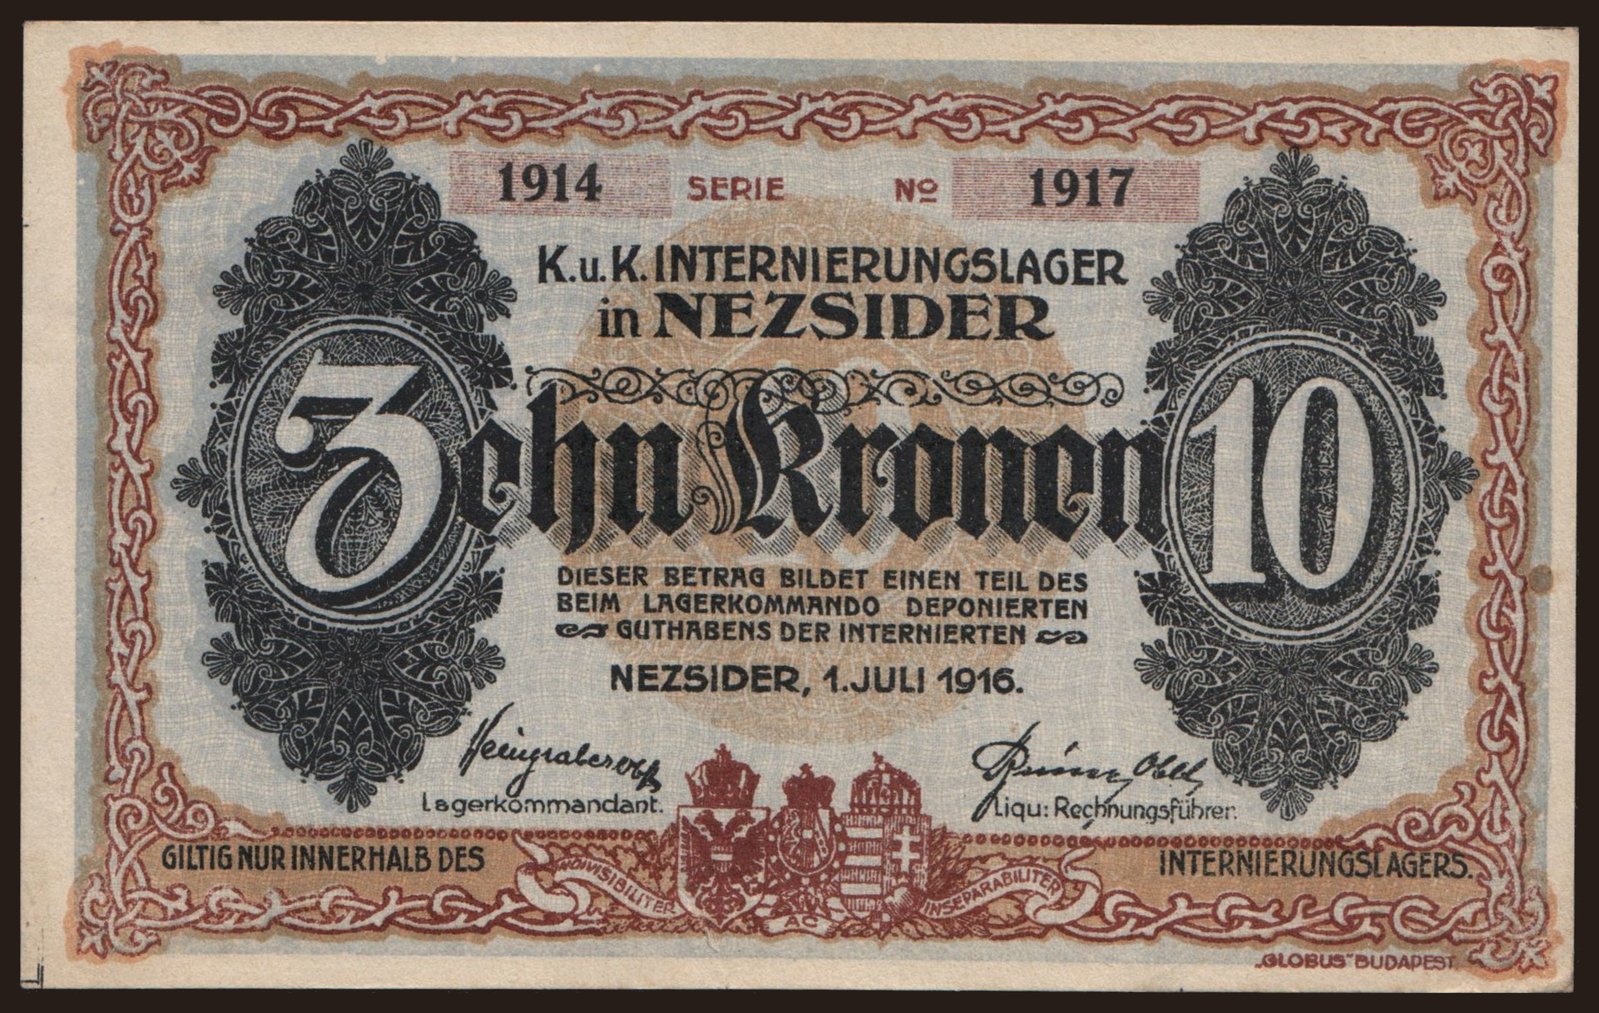 1914 SERIE Nº 1917
K.u.K. INTERNIERUNGSLAGER
in NEZSIDER
Zehn Kronen 10
DIESER BETRAG BILDET EINEN TEIL DES
BEIM LAGERKOMMANDO DEPONIERTEN
GUTHABENS DER INTERNIERTEN
NEZSIDER, 1. JULI 1916.
Lagerkommandant. Liqu: Rechnungsführer.
GILTIG NUR INNERHALB DES INTERNIERUNGSLAGERS.
INDIVISIBILITER INSEPARABILITER
„GLOBUS" BUDAPEST